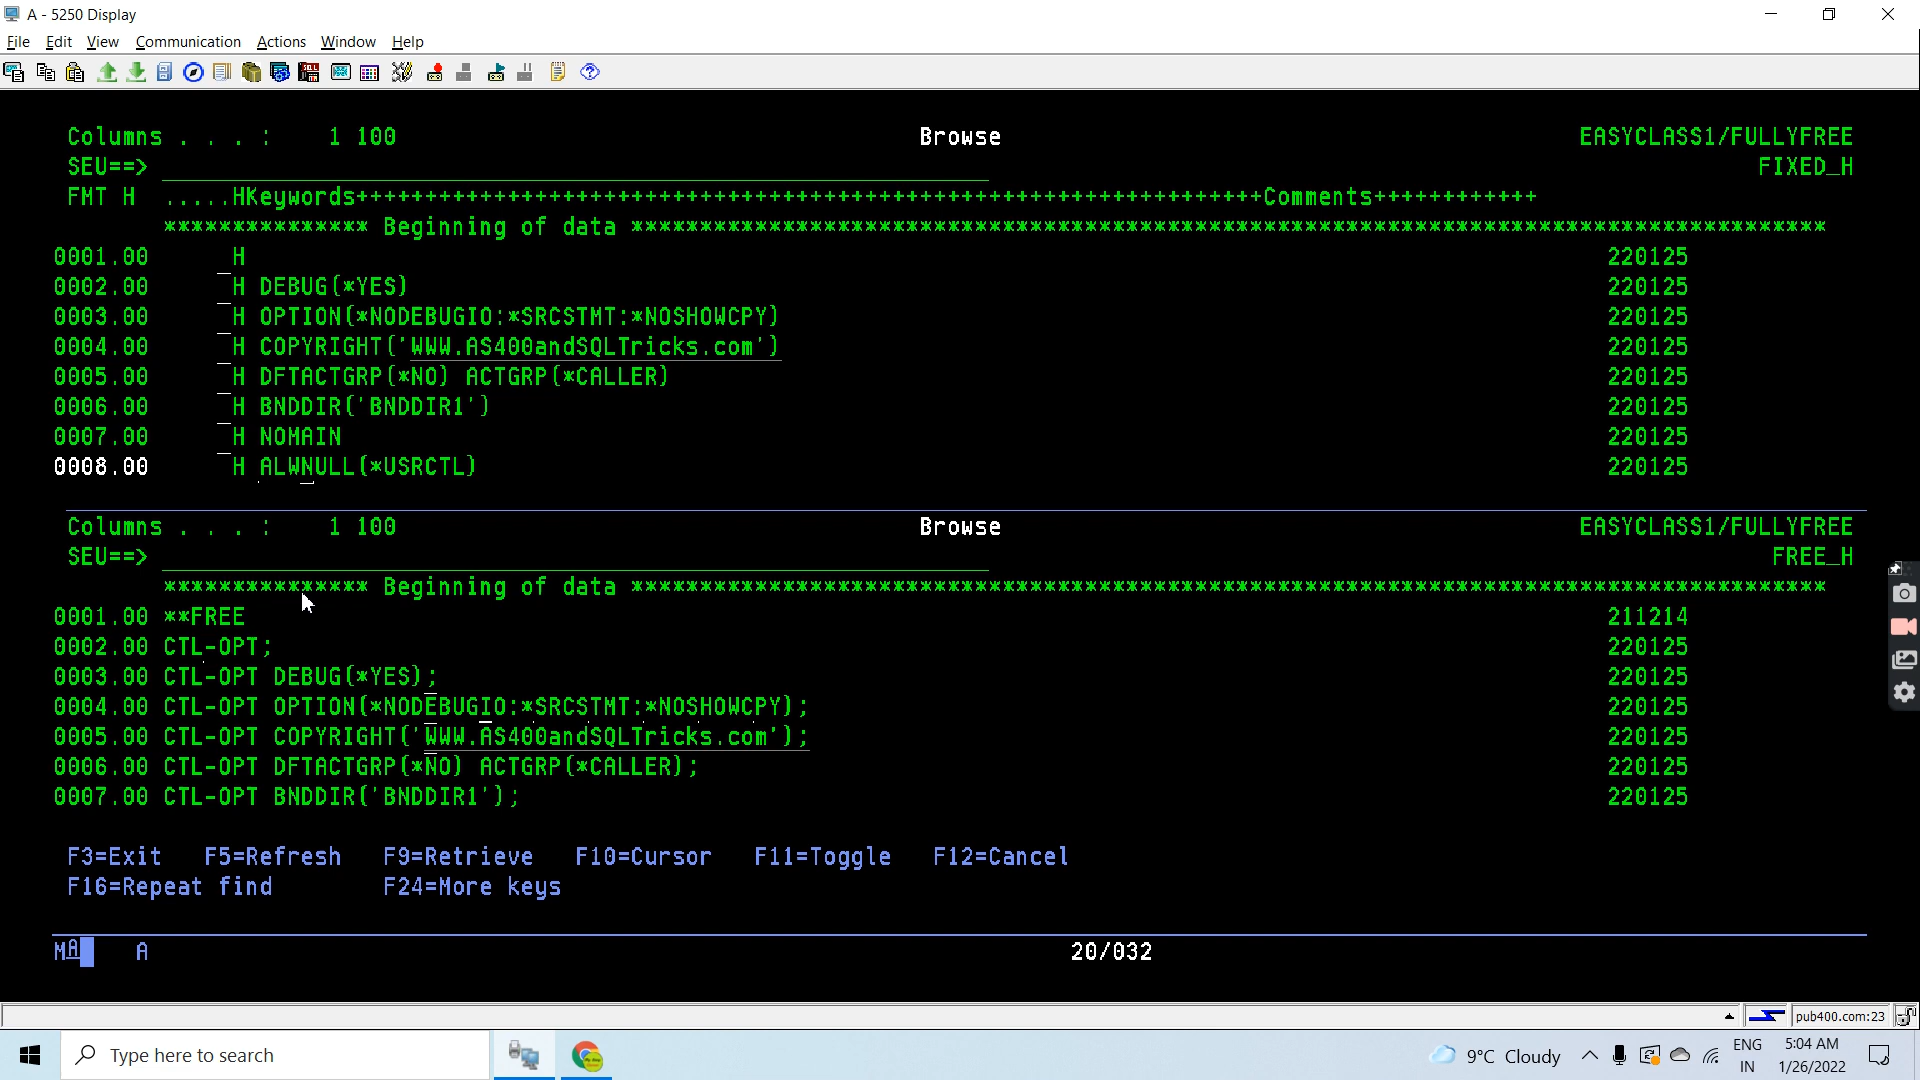 A - 5250 Display
File Edit View Communication Actions Window Help
Columns . . . : 1 100 Browse EASYCLASS1/FULLYFREE
SEU==> FIXED_H
FMT H .....HKeywords++++++++++++++++++++++++++++++++++++++++++++++++++++++++++++++++++Comments++++++++++++
*************** Beginning of data ***************************************************************************************
0001.00 H 220125
0002.00 H DEBUG(*YES) 220125
0003.00 H OPTION(*NODEBUGIO:*SRCSTMT:*NOSHOWCPY) 220125
0004.00 H COPYRIGHT('WWW.AS400andSQLTricks.com') 220125
0005.00 H DFTACTGRP(*NO) ACTGRP(*CALLER) 220125
0006.00 H BNDDIR('BNDDIR1') 220125
0007.00 H NOMAIN 220125
0008.00 H ALWNULL(*USRCTL) 220125
Columns . . . : 1 100 Browse EASYCLASS1/FULLYFREE
SEU==> FREE_H
*************** Beginning of data ***************************************************************************************
0001.00 **FREE 211214
0002.00 CTL-OPT; 220125
0003.00 CTL-OPT DEBUG(*YES); 220125
0004.00 CTL-OPT OPTION(*NODEBUGIO:*SRCSTMT:*NOSHOWCPY); 220125
0005.00 CTL-OPT COPYRIGHT('WWW.AS400andSQLTricks.com'); 220125
0006.00 CTL-OPT DFTACTGRP(*NO) ACTGRP(*CALLER); 220125
0007.00 CTL-OPT BNDDIR('BNDDIR1'); 220125
F3=Exit F5=Refresh F9=Retrieve F10=Cursor F11=Toggle F12=Cancel
F16=Repeat find F24=More keys
MA A 20/032
pub400.com:23
Type here to search 9°C Cloudy ENG 5:04 AM
IN 1/26/2022